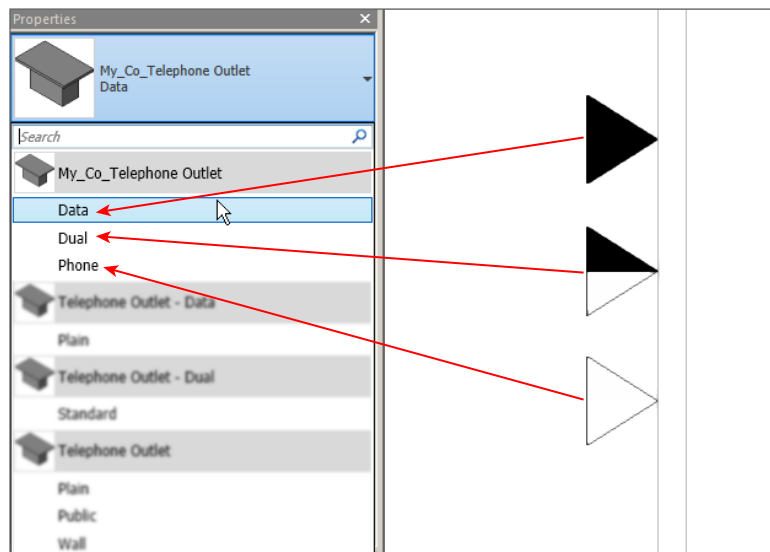 Properties
My_Co_Telephone Outlet
Data
Search
My_Co_Telephone Outlet
Data
Dual
Phone
Telephone Outlet - Data
Plain
Telephone Outlet - Dual
Standard
Telephone Outlet
Plain
Public
Wall